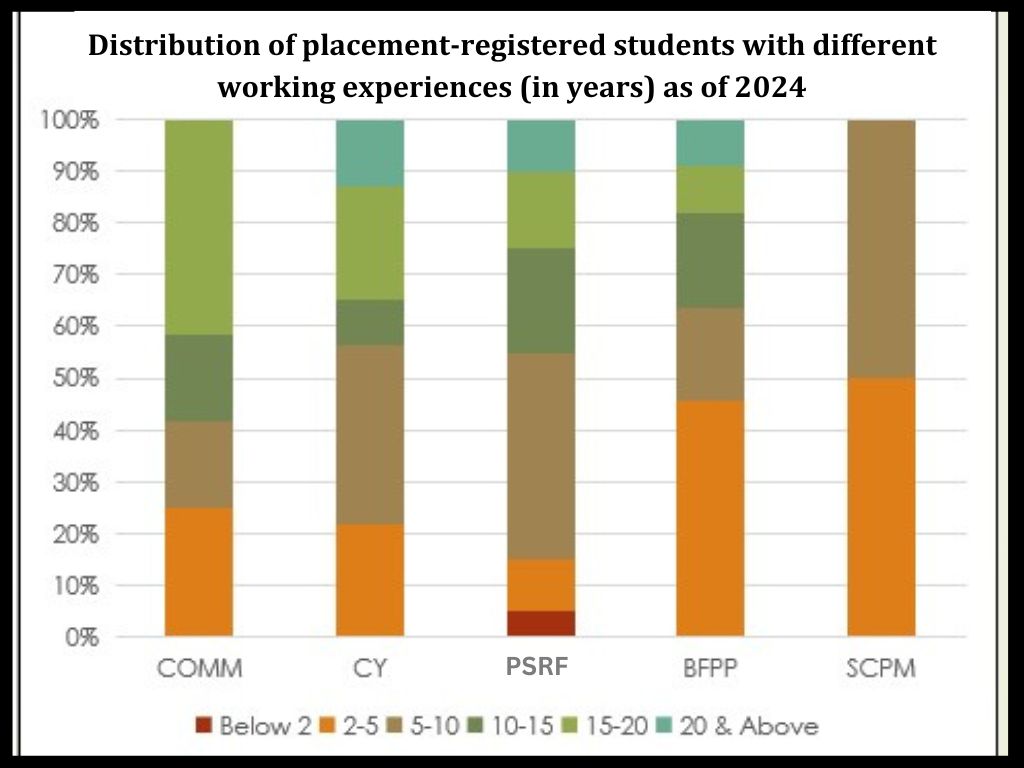 Distribution of placement-registered students with different
working experiences (in years) as of 2024
100%
90%
80%
70%
60%
50%
40%
30%
20%
10%
0%
COMM CY PSRF BFPP SCPM
Below 2 2-5 5-10 10-15 15-20 20 & Above